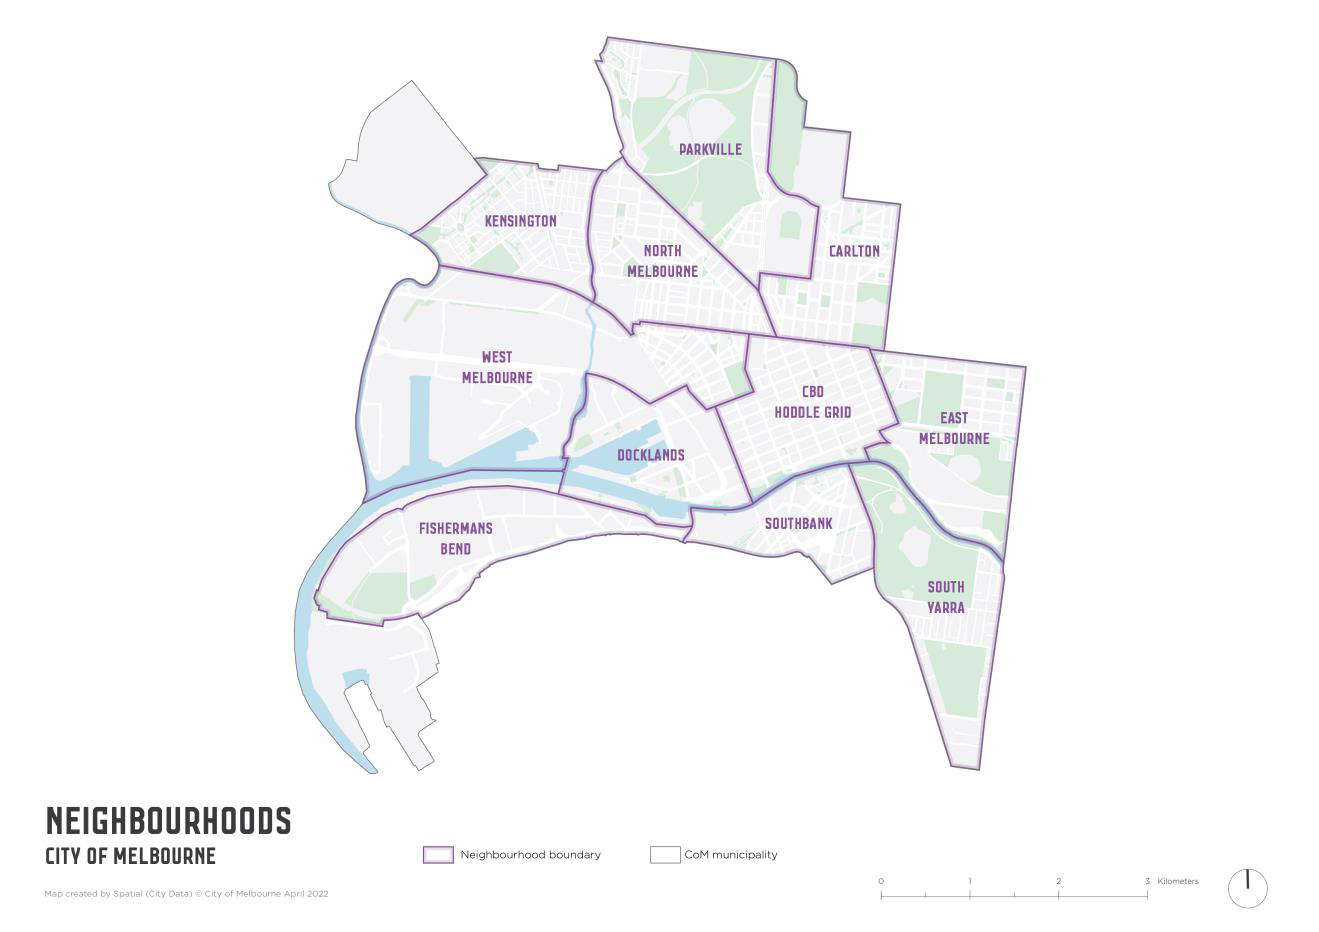 PARKVILLE
KENSINGTON
NORTH
MELBOURNE
CARLTON
WEST
MELBOURNE
CBD
HODDLE GRID
EAST
MELBOURNE
DOCKLANDS
FISHERMANS
BEND
SOUTHBANK
SOUTH
YARRA
NEIGHBOURHOODS
CITY OF MELBOURNE
Neighbourhood boundary
CoM municipality
Map created by Spatial (City Data) © City of Melbourne April 2022
0 1 2 3 Kilometers